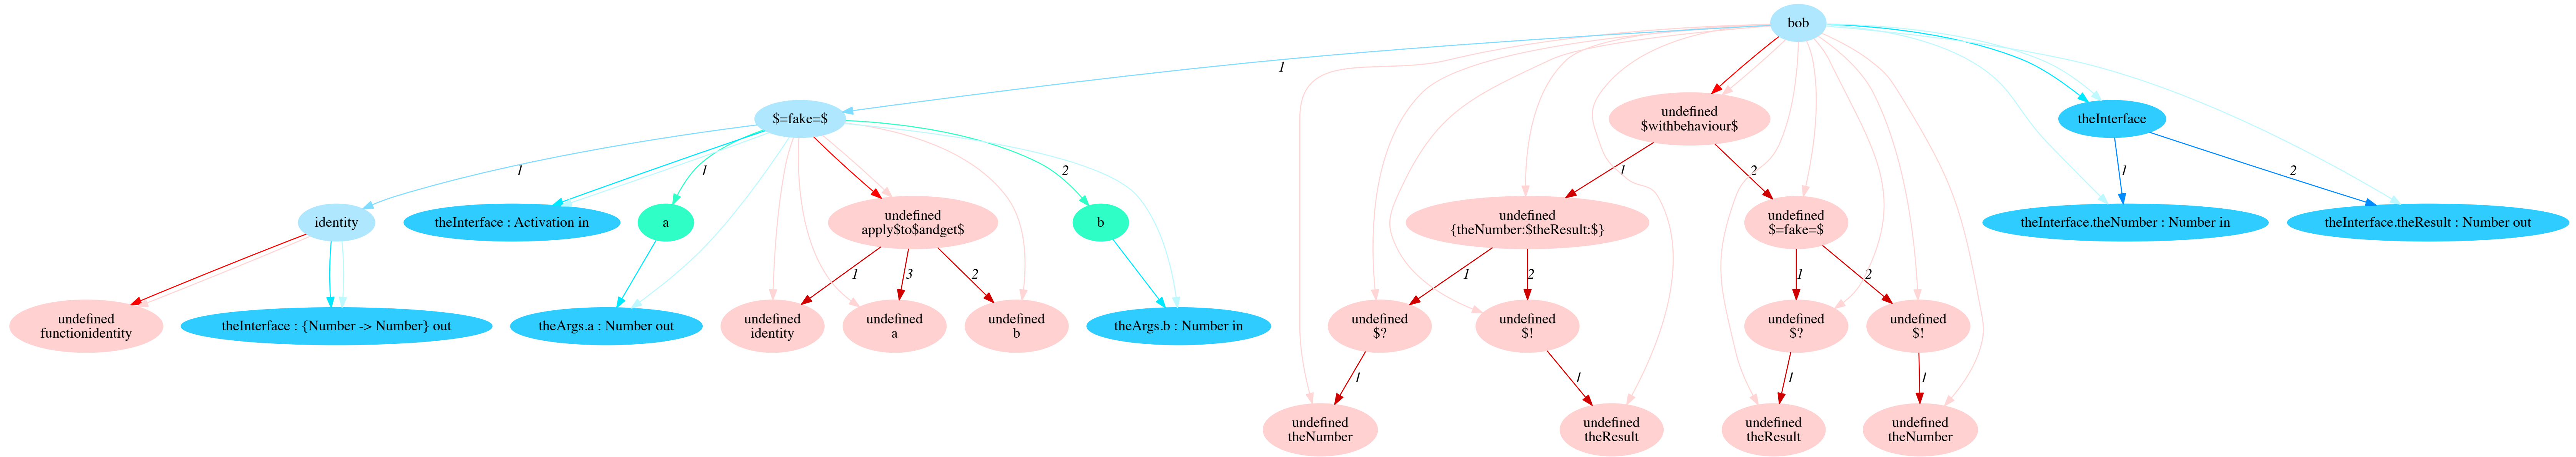 bob
1
$=fake=$
undefined
$withbehaviour$
theInterface
1
1
2
1
2
1
2
identity
theInterface : Activation in
a
undefined
apply$to$andget$
b
undefined
{theNumber:$theResult:$}
undefined
$=fake=$
theInterface.theNumber : Number in
theInterface.theResult : Number out
1
3
2
1
2
1
2
undefined
functionidentity
theInterface : {Number -> Number} out
theArgs.a : Number out
undefined
identity
undefined
a
undefined
b
theArgs.b : Number in
undefined
$?
undefined
$!
undefined
$?
undefined
$!
1
1
1
1
undefined
theNumber
undefined
theResult
undefined
theResult
undefined
theNumber